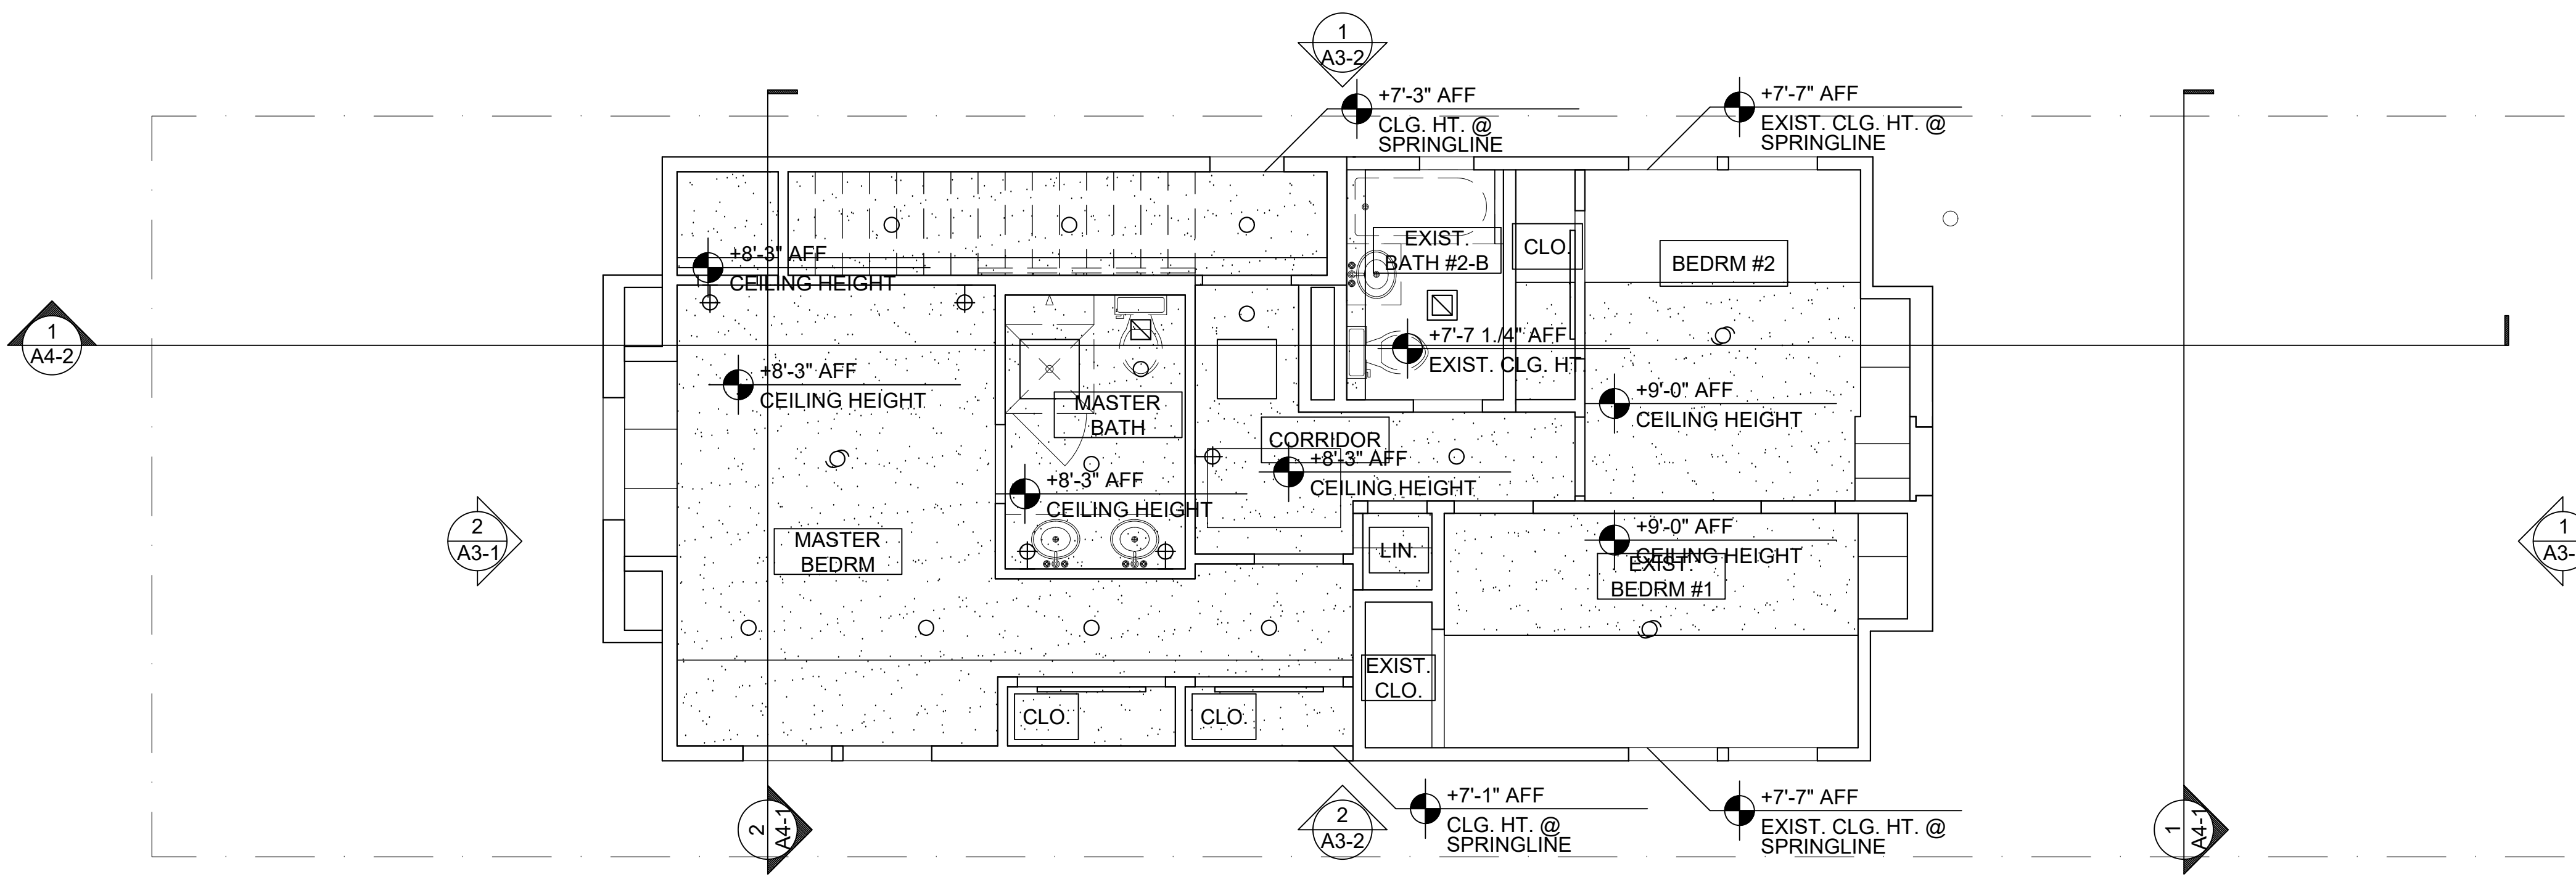 1
A3-2
+7'-3" AFF
CLG. HT. @
SPRINGLINE
+7'-7" AFF
EXIST. CLG. HT. @
SPRINGLINE
+8'-3" AFF
CEILING HEIGHT
EXIST.
BATH #2-B
CLO.
BEDRM #2
1
A4-2
+7'-7 1./4" AFF
EXIST. CLG. HT.
+8'-3" AFF
CEILING HEIGHT
MASTER
BATH
+9'-0" AFF
CEILING HEIGHT
CORRIDOR
+8'-3" AFF
CEILING HEIGHT
+8'-3" AFF
CEILING HEIGHT
2
A3-1
MASTER
BEDRM
LIN.
+9'-0" AFF
CEILING HEIGHT
EXIST.
BEDRM #1
1
A3-
EXIST.
CLO.
CLO.
CLO.
2
A4-1
2
A3-2
+7'-1" AFF
CLG. HT. @
SPRINGLINE
+7'-7" AFF
EXIST. CLG. HT. @
SPRINGLINE
1
A4-1